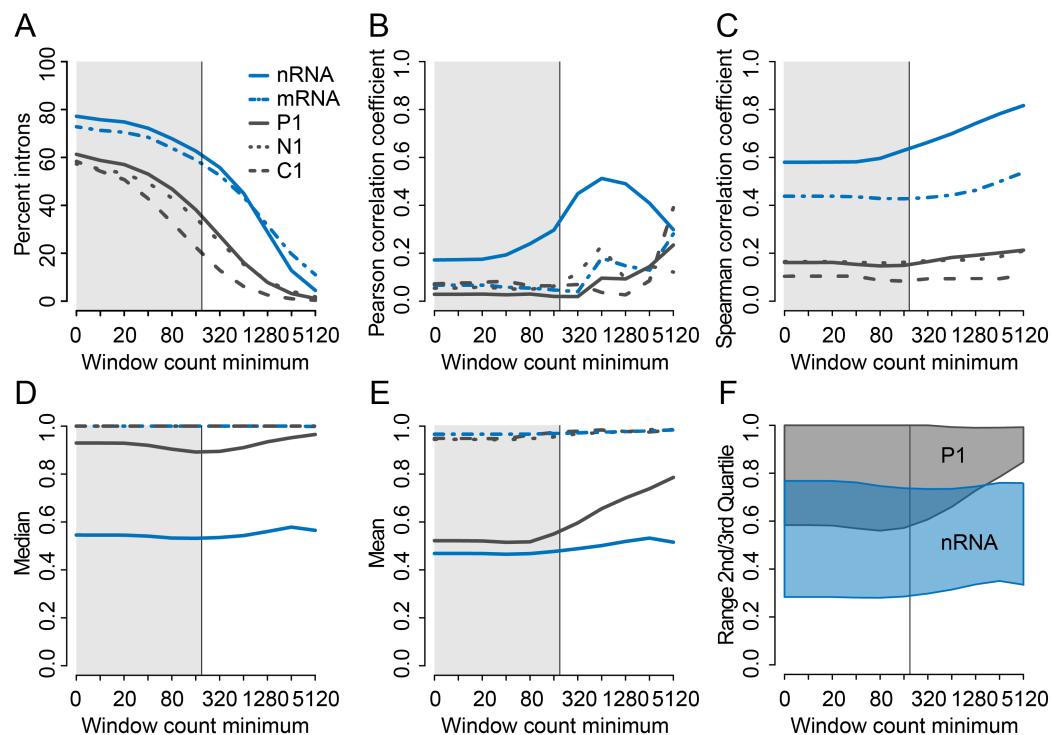 A
Percent introns
100
80
60
40
20
0
nRNA
mRNA
P1
N1
C1
0 20 80 320 1280 5120
Window count minimum
B
Pearson correlation coefficient
1.0
0.8
0.6
0.4
0.2
0.0
0 20 80 320 1280 5120
Window count minimum
C
Spearman correlation coefficient
1.0
0.8
0.6
0.4
0.2
0.0
0 20 80 320 1280 5120
Window count minimum
D
Median
1.0
0.8
0.6
0.4
0.2
0.0
0 20 80 320 1280 5120
Window count minimum
E
Mean
1.0
0.8
0.6
0.4
0.2
0.0
0 20 80 320 1280 5120
Window count minimum
F
Range 2nd/3rd Quartile
1.0
0.8
0.6
0.4
0.2
0.0
P1
nRNA
0 20 80 320 1280 5120
Window count minimum